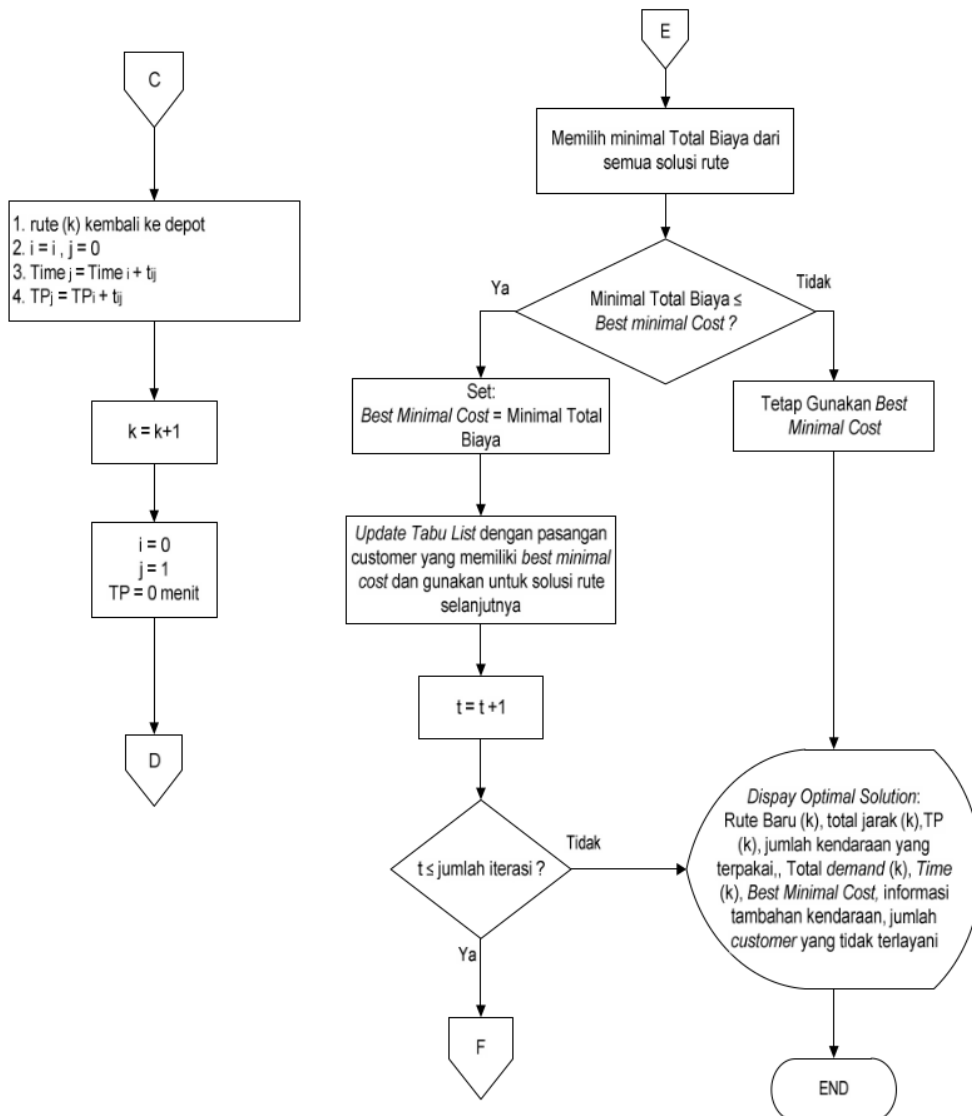 C
1. rute (k) kembali ke depot
2. i = i , j = 0
3. Time j = Time i + tij
4. TPj = TPi + tij
k = k+1
i = 0
j = 1
TP = 0 menit
D
E
Memilih minimal Total Biaya dari
semua solusi rute
Minimal Total Biaya ≤
Best minimal Cost ?
Ya
Tidak
Set:
Best Minimal Cost = Minimal Total
Biaya
Tetap Gunakan Best
Minimal Cost
Update Tabu List dengan pasangan
customer yang memiliki best minimal
cost dan gunakan untuk solusi rute
selanjutnya
t = t +1
t ≤ jumlah iterasi ?
Tidak
Ya
F
Dispay Optimal Solution:
Rute Baru (k), total jarak (k),TP
(k), jumlah kendaraan yang
terpakai,, Total demand (k), Time
(k), Best Minimal Cost, informasi
tambahan kendaraan, jumlah
customer yang tidak terlayani
END